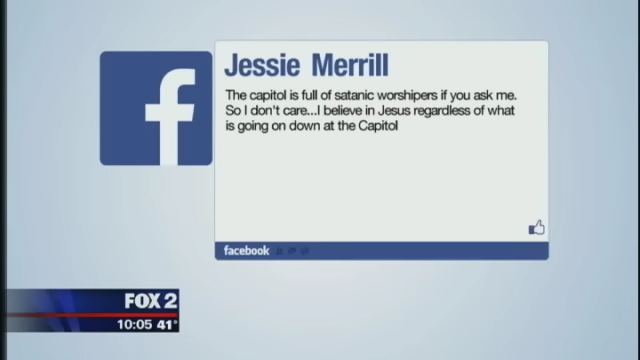 Jessie Merrill
The capitol is full of satanic worshipers if you ask me.
So I don't care...I believe in Jesus regardless of what
is going on down at the Capitol
f
facebook
FOX 2
10:05 41°